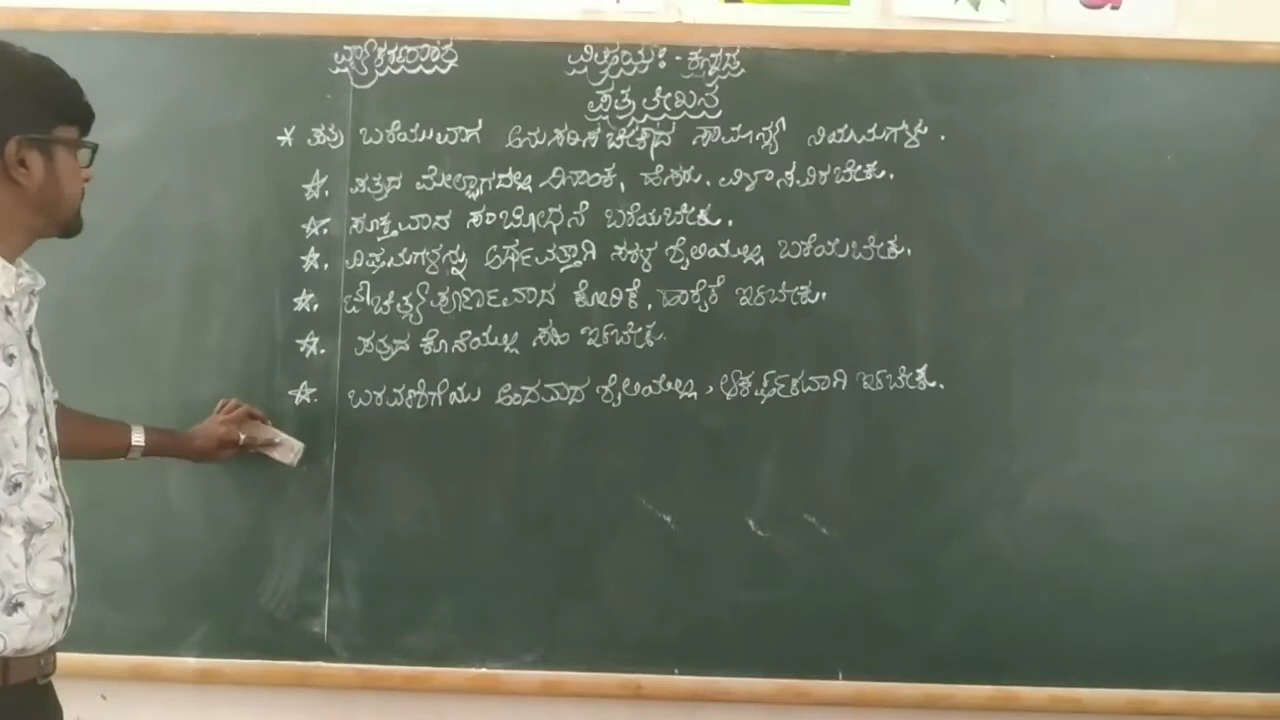 ವ್ಯಾಕರಣಾಂಶ ವಿಷಯ :- ಕನ್ನಡ
ಪತ್ರ ಲೇಖನ
* ಪತ್ರ ಬರೆಯುವಾಗ ಅನುಸರಿಸ ಬೇಕಾದ ಸಾಮಾನ್ಯ ನಿಯಮಗಳು.
☆. ಪತ್ರದ ಮೇಲ್ಭಾಗದಲ್ಲಿ ದಿನಾಂಕ, ಹೆಸರು, ವಿಳಾಸವಿರಬೇಕು.
☆. ಸೂಕ್ತವಾದ ಸಂಬೋಧನೆ ಬರೆಯಬೇಕು.
☆. ವಿಷಯಗಳನ್ನು ಅರ್ಥವತ್ತಾಗಿ ಸರಳ ಶೈಲಿಯಲ್ಲಿ ಬರೆಯಬೇಕು.
☆. ಔಚಿತ್ಯಪೂರ್ಣವಾದ ಕೋರಿಕೆ, ಹಾರೈಕೆ ಇರಬೇಕು.
☆. ಪತ್ರದ ಕೊನೆಯಲ್ಲಿ ಸಹಿ ಇರಬೇಕು.
☆. ಬರವಣಿಗೆಯು ಅಂದವಾದ ಶೈಲಿಯಲ್ಲಿ, ಆಕರ್ಷಕವಾಗಿ ಇರಬೇಕು.